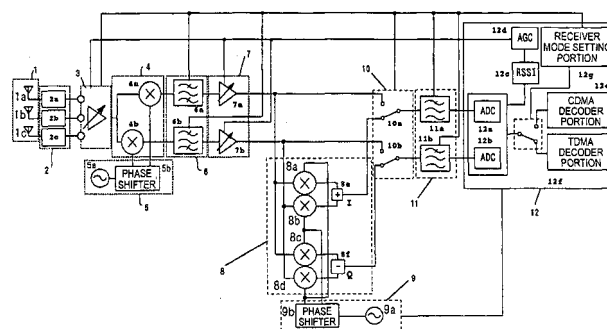 1
1a
1b
1c
2a
2b
2c
2
3
4
4a
4b
5a
5b
PHASE SHIFTER
5
6a
6b
6
7
7a
7b
8a
8b
8c
8d
8e
8f
+
I
-
Q
8
9
9b
PHASE SHIFTER
9a
10
10a
10b
11a
11b
11
12d
AGC
12c
RSSI
RECEIVER MODE SETTING PORTION
12g
12e
CDMA DECODER PORTION
TDMA DECODER PORTION
ADC
12a
12b
ADC
12
12f